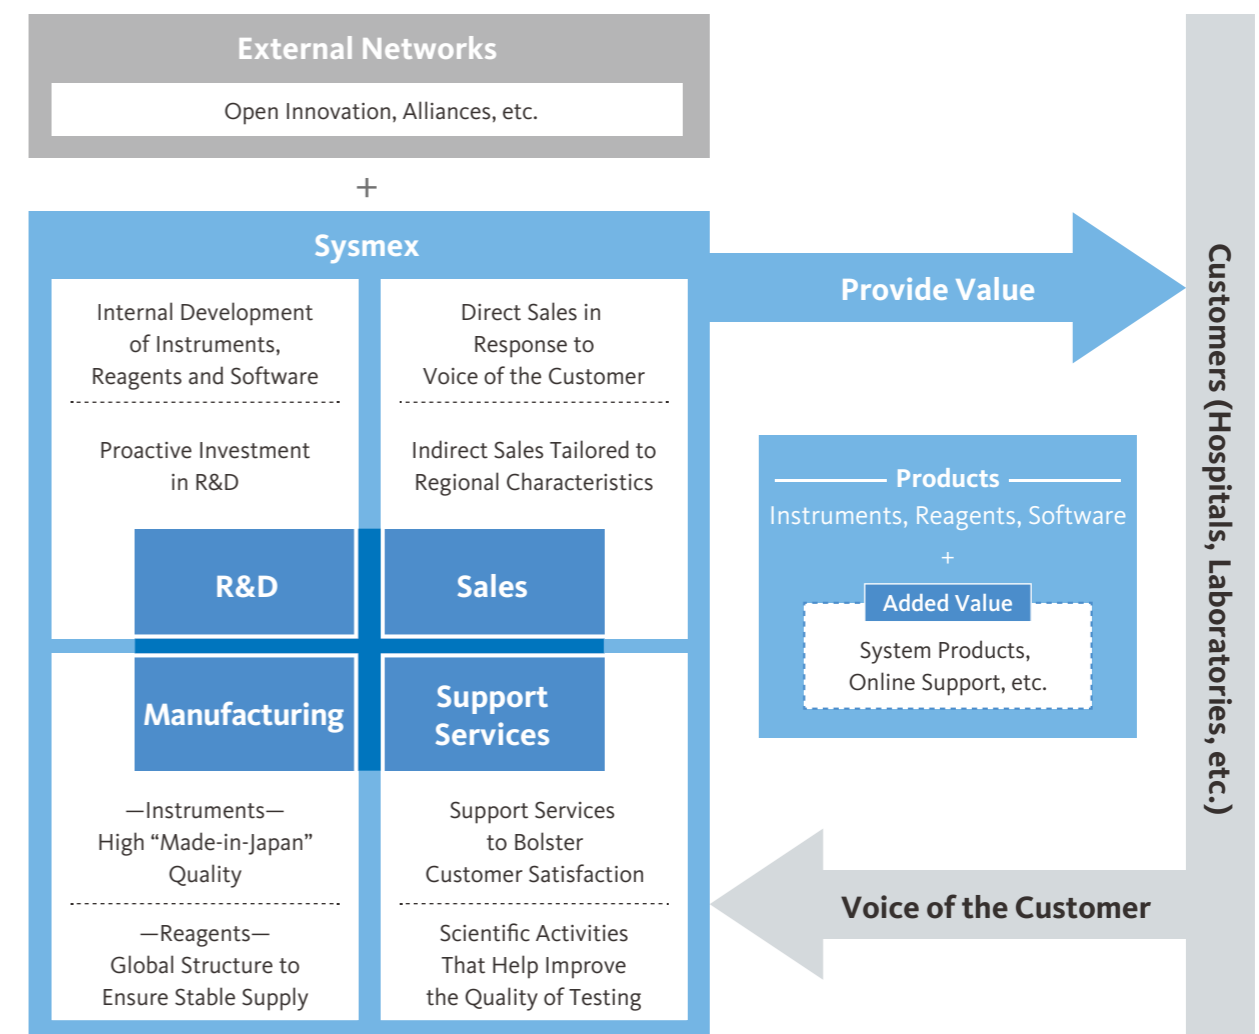 External Networks
Open Innovation, Alliances, etc.
+
Sysmex
Internal Development
of Instruments,
Reagents and Software
Proactive Investment
in R&D
Direct Sales in
Response to
Voice of the Customer
Indirect Sales Tailored to
Regional Characteristics
R&D
Sales
Manufacturing
Support
Services
—Instruments—
High “Made-in-Japan”
Quality
—Reagents—
Global Structure to
Ensure Stable Supply
Support Services
to Bolster
Customer Satisfaction
Scientific Activities
That Help Improve
the Quality of Testing
Provide Value
Products
Instruments, Reagents, Software
+
Added Value
System Products,
Online Support, etc.
Voice of the Customer
Customers (Hospitals, Laboratories, etc.)